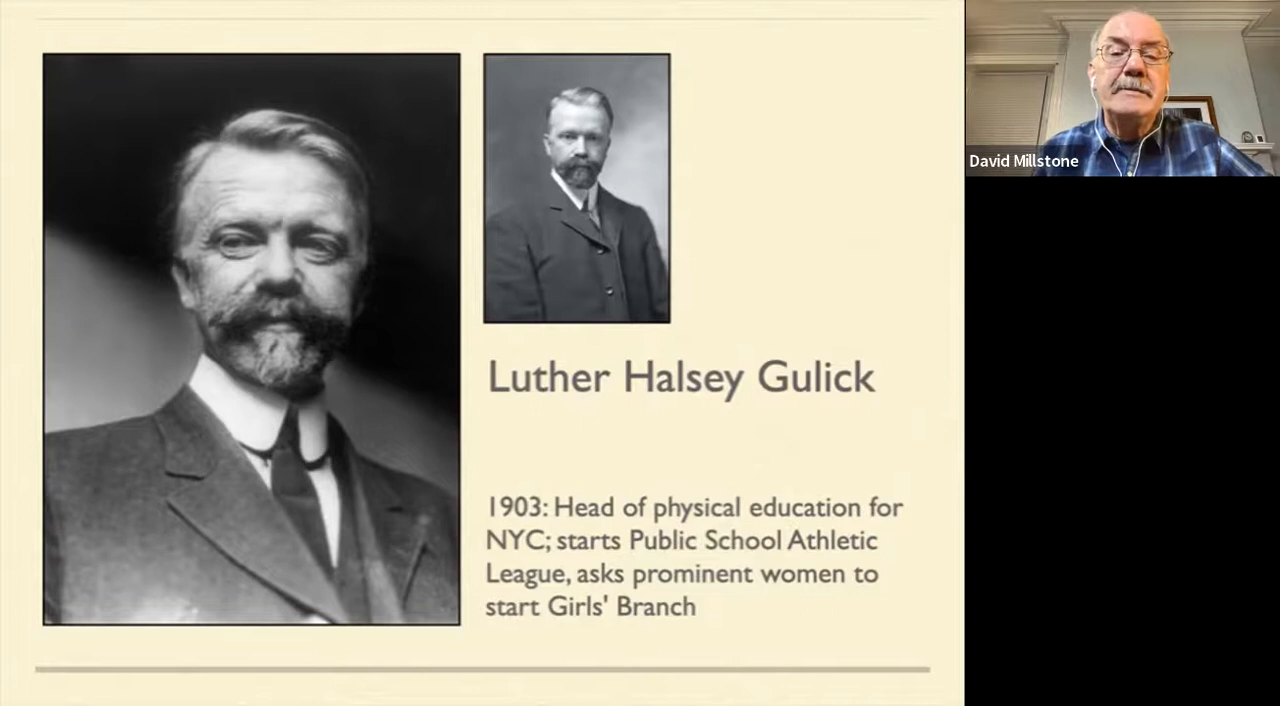 Luther Halsey Gulick
1903: Head of physical education for
NYC; starts Public School Athletic
League, asks prominent women to
start Girls' Branch
David Millstone